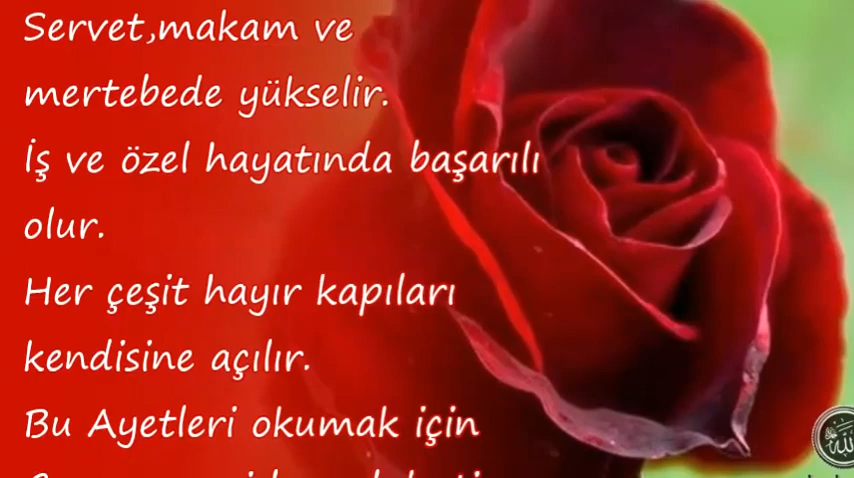 Servet,makam ve
mertebede yükselir.
İş ve özel hayatında başarılı
olur.
Her çeşit hayır kapıları
kendisine açılır.
Bu Ayetleri okumak için
الله